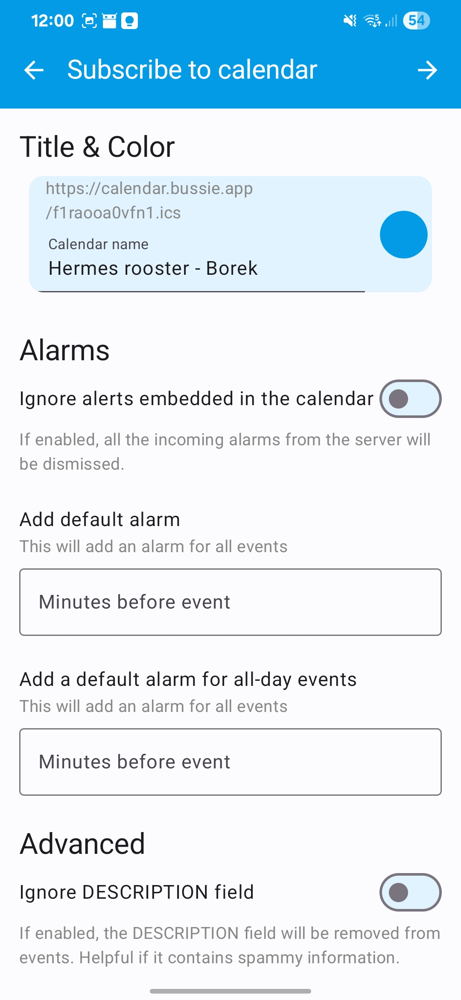 12:00
54
Subscribe to calendar
Title & Color
https://calendar.bussie.app
/f1raooa0vfn1.ics
Calendar name
Hermes rooster - Borek
Alarms
Ignore alerts embedded in the calendar
If enabled, all the incoming alarms from the server will
be dismissed.
Add default alarm
This will add an alarm for all events
Minutes before event
Add a default alarm for all-day events
This will add an alarm for all events
Minutes before event
Advanced
Ignore DESCRIPTION field
If enabled, the DESCRIPTION field will be removed from
events. Helpful if it contains spammy information.